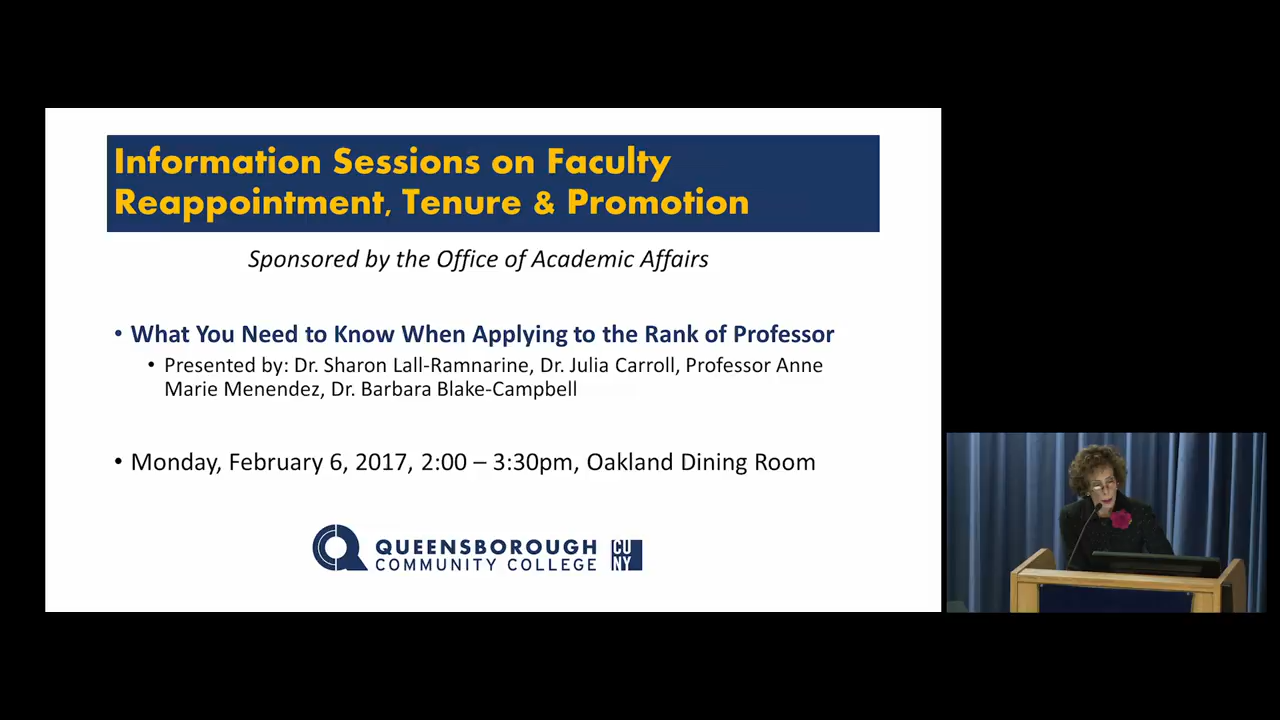 Information Sessions on Faculty
Reappointment, Tenure & Promotion
Sponsored by the Office of Academic Affairs
• What You Need to Know When Applying to the Rank of Professor
• Presented by: Dr. Sharon Lall-Ramnarine, Dr. Julia Carroll, Professor Anne
Marie Menendez, Dr. Barbara Blake-Campbell
• Monday, February 6, 2017, 2:00 – 3:30pm, Oakland Dining Room
QUEENSBOROUGH
COMMUNITY COLLEGE
CU
NY